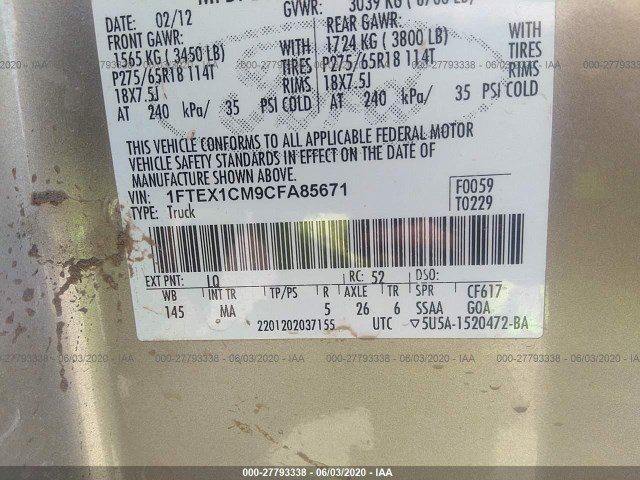 GVWR: 3039 KG
DATE: 02/12
FRONT GAWR: REAR GAWR:
1565 KG ( 3450 LB) WITH 1724 KG ( 3800 LB) WITH
P275/65R18 114T TIRES P275/65R18 114T TIRES
18X7.5J RIMS 18X7.5J RIMS
AT 240 kPa/ 35 PSI COLD AT 240 kPa/ 35 PSI COLD
THIS VEHICLE CONFORMS TO ALL APPLICABLE FEDERAL MOTOR
VEHICLE SAFETY STANDARDS IN EFFECT ON THE DATE OF
MANUFACTURE SHOWN ABOVE.
VIN: 1FTEX1CM9CFA85671 F0059
TYPE: Truck T0229
EXT PNT: LQ RC: 52 DSO:
WB INT TR TP/PS R AXLE TR SPR CF617
145 MA 5 26 6 SSAA GOA
2201202037155 UTC ▽5U5A-1520472-BA
000-27793338 - 06/03/2020 - IAA